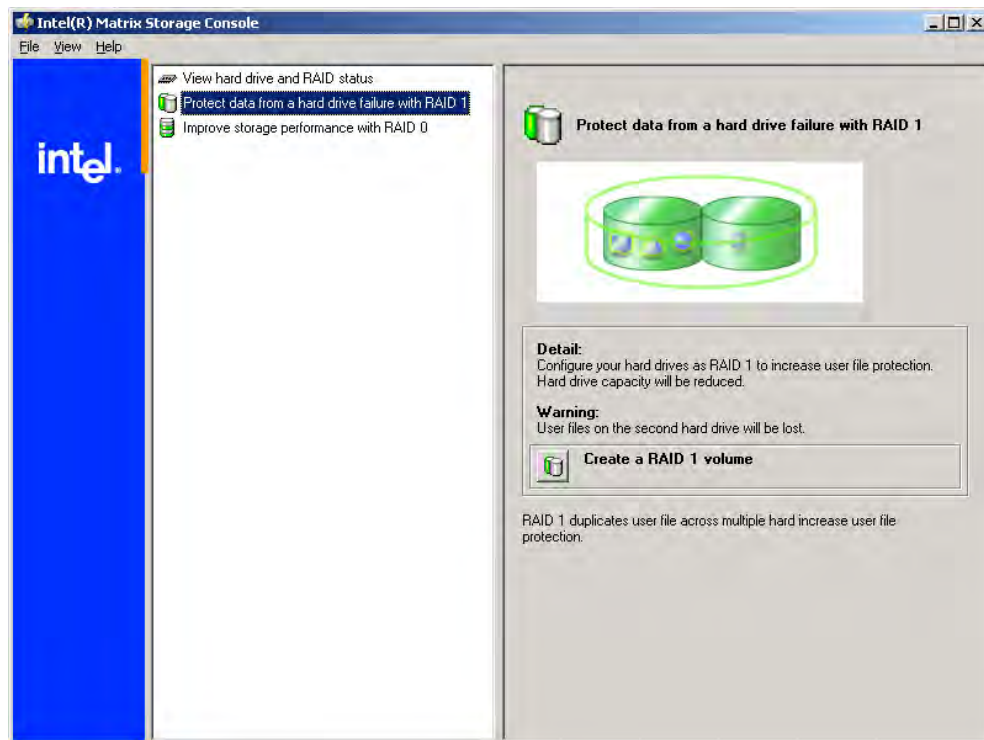 Intel(R) Matrix Storage Console
File View Help
intel.
View hard drive and RAID status
Protect data from a hard drive failure with RAID 1
Improve storage performance with RAID 0
Protect data from a hard drive failure with RAID 1
Detail:
Configure your hard drives as RAID 1 to increase user file protection.
Hard drive capacity will be reduced.
Warning:
User files on the second hard drive will be lost.
Create a RAID 1 volume
RAID 1 duplicates user file across multiple hard increase user file
protection.